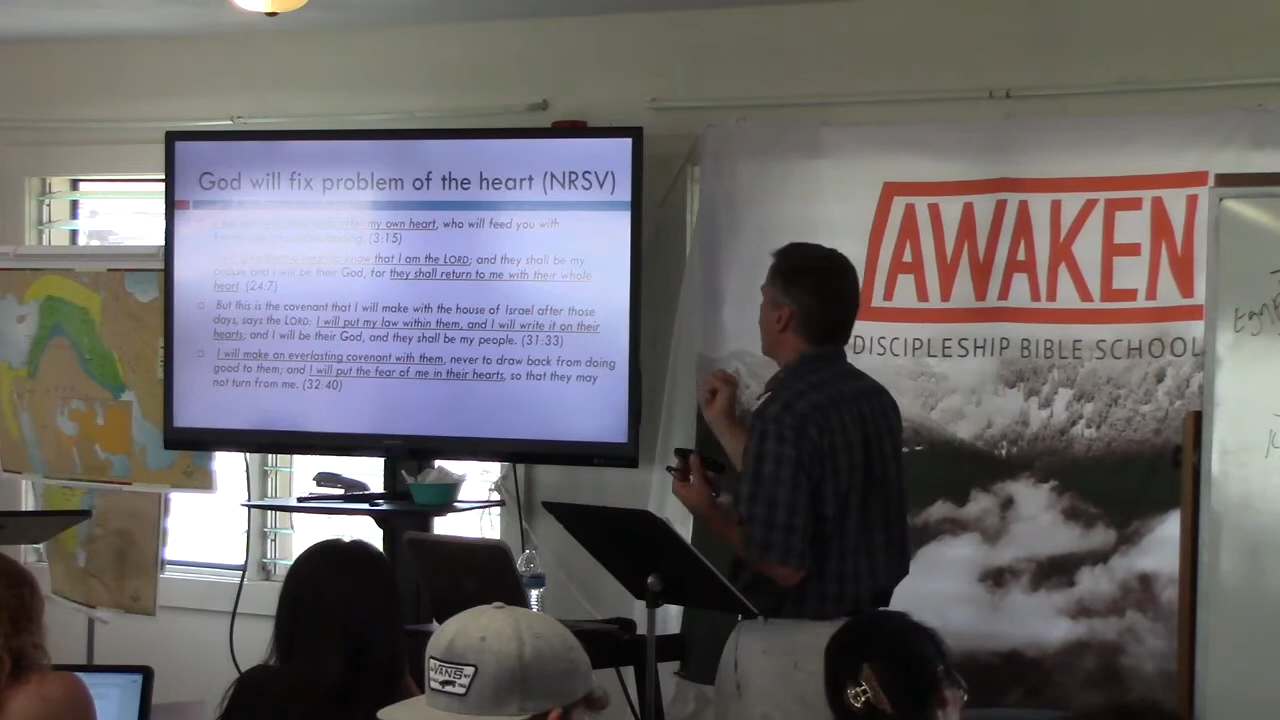 God will fix problem of the heart (NRSV)
my own heart, who will feed you with
(3:15)
to know that I am the LORD; and they shall be my
people and I will be their God, for they shall return to me with their whole
heart. (24:7)
But this is the covenant that I will make with the house of Israel after those
days, says the LORD: I will put my law within them, and I will write it on their
hearts; and I will be their God, and they shall be my people. (31:33)
I will make an everlasting covenant with them, never to draw back from doing
good to them; and I will put the fear of me in their hearts, so that they may
not turn from me. (32:40)
AWAKEN
DISCIPLESHIP BIBLE SCHOOL
VANS